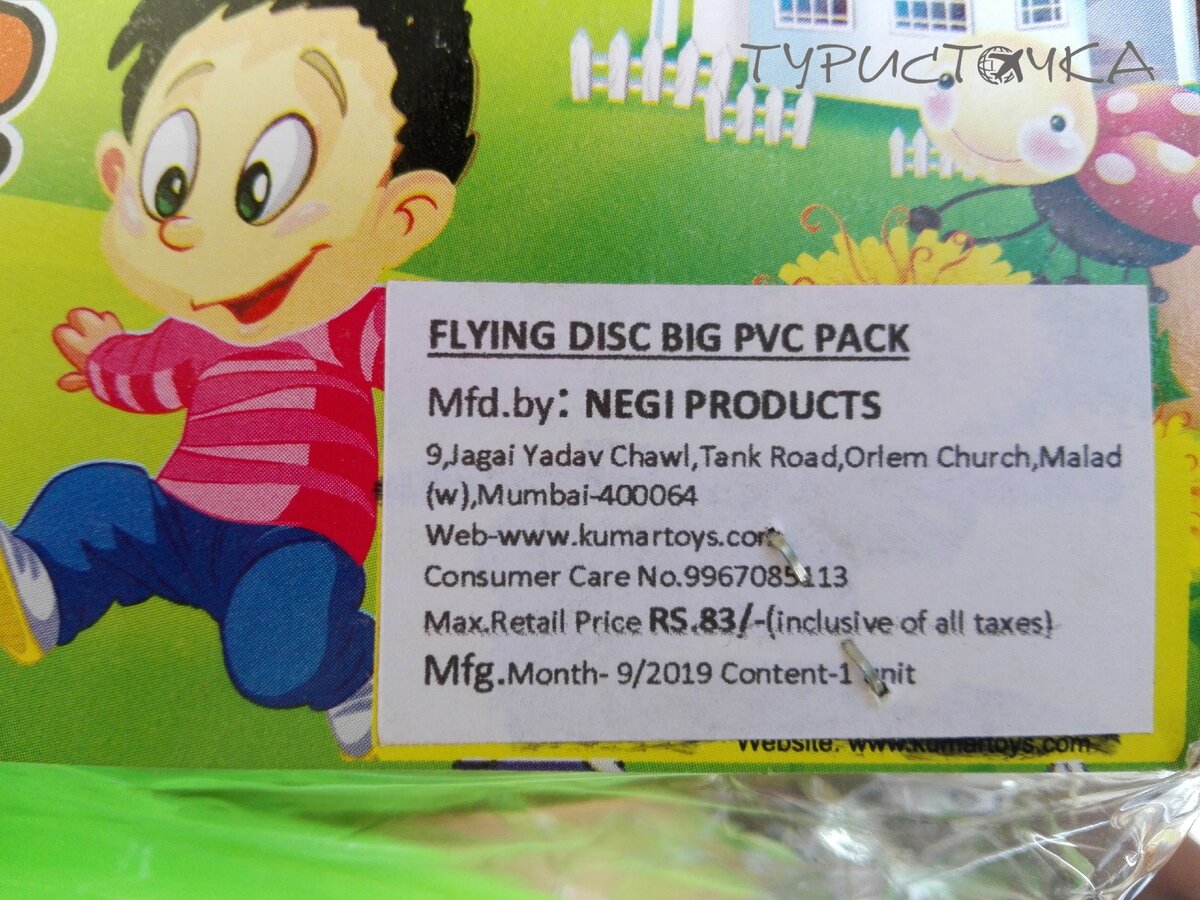 ТУРИСТОЧКА
FLYING DISC BIG PVC PACK
Mfd.by: NEGI PRODUCTS
9,Jagai Yadav Chawl,Tank Road,Orlem Church,Malad
(w),Mumbai-400064
Web-www.kumartoys.com
Consumer Care No.9967085113
Max.Retail Price RS.83/-(inclusive of all taxes)
Mfg.Month- 9/2019 Content-1 unit
Website: www.kumartoys.com